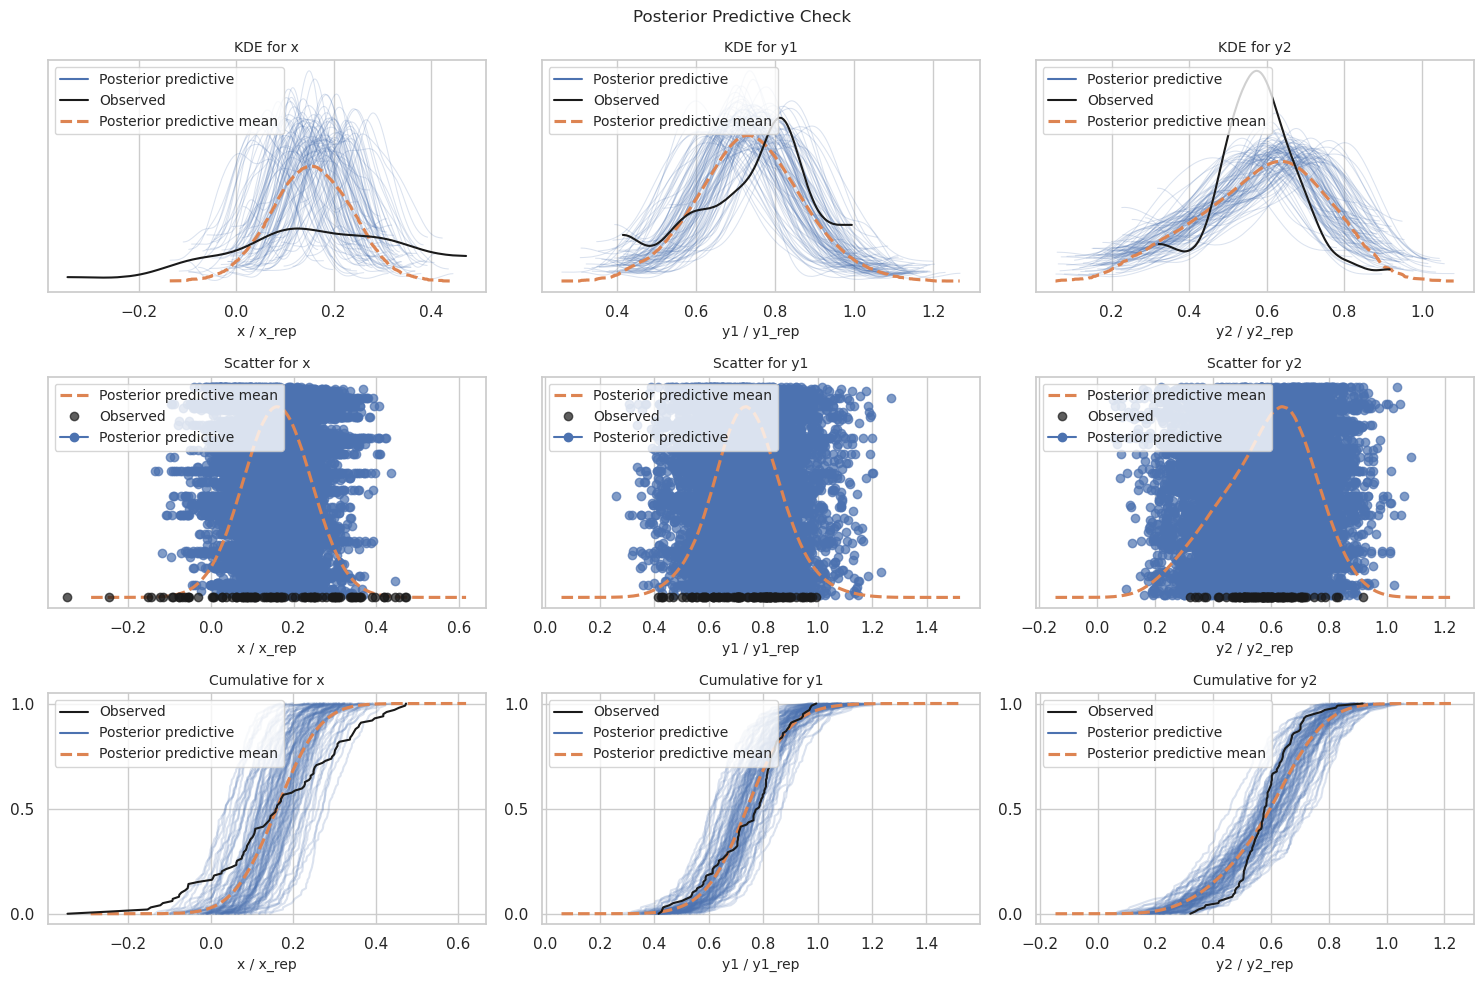 Posterior Predictive Check
KDE for x
Posterior predictive
Observed
Posterior predictive mean
−0.2 0.0 0.2 0.4
x / x_rep
KDE for y1
Posterior predictive
Observed
Posterior predictive mean
0.4 0.6 0.8 1.0 1.2
y1 / y1_rep
KDE for y2
Posterior predictive
Observed
Posterior predictive mean
0.2 0.4 0.6 0.8 1.0
y2 / y2_rep
Scatter for x
Posterior predictive mean
Observed
Posterior predictive
−0.2 0.0 0.2 0.4 0.6
x / x_rep
Scatter for y1
Posterior predictive mean
Observed
Posterior predictive
0.0 0.2 0.4 0.6 0.8 1.0 1.2 1.4
y1 / y1_rep
Scatter for y2
Posterior predictive mean
Observed
Posterior predictive
−0.2 0.0 0.2 0.4 0.6 0.8 1.0 1.2
y2 / y2_rep
Cumulative for x
Observed
Posterior predictive
Posterior predictive mean
1.0
0.5
0.0
−0.2 0.0 0.2 0.4 0.6
x / x_rep
Cumulative for y1
Observed
Posterior predictive
Posterior predictive mean
1.0
0.5
0.0
0.0 0.2 0.4 0.6 0.8 1.0 1.2 1.4
y1 / y1_rep
Cumulative for y2
Observed
Posterior predictive
Posterior predictive mean
1.0
0.5
0.0
−0.2 0.0 0.2 0.4 0.6 0.8 1.0 1.2
y2 / y2_rep